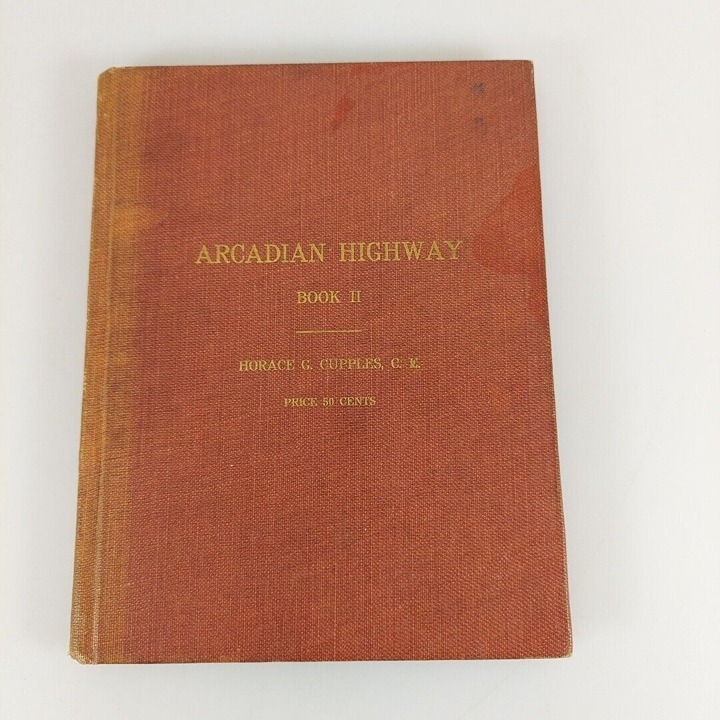 ARCADIAN HIGHWAY
BOOK II
HORACE G. CUPPLES, C. E.
PRICE 50 CENTS